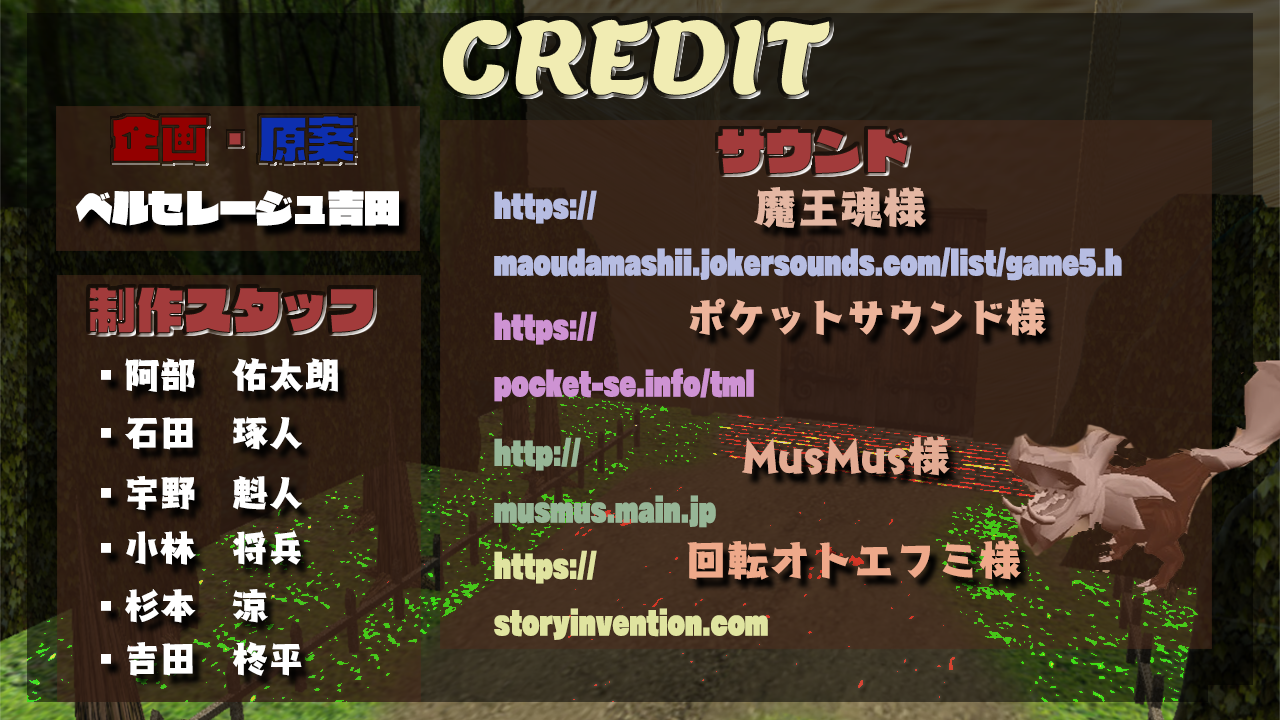 CREDIT
企画・原案
ベルセレージュ吉田
制作スタッフ
・阿部 佑太朗
・石田 琢人
・宇野 魁人
・小林 将兵
・杉本 涼
・吉田 柊平
サウンド
魔王魂様
https://
maoudamashii.jokersounds.com/list/game5.h
ポケットサウンド様
https://
pocket-se.info/tml
MusMus様
http://
musmus.main.jp
回転オトエフミ様
https://
storyinvention.com